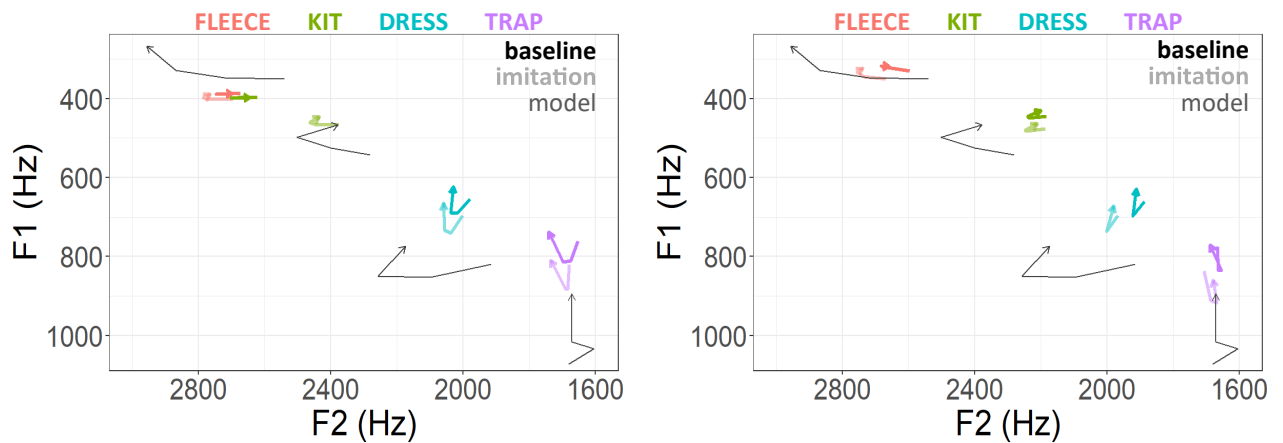 FLEECE KIT DRESS TRAP
baseline
imitation
model
400
600
800
1000
2800 2400 2000 1600
F2 (Hz)
F1 (Hz)
FLEECE KIT DRESS TRAP
baseline
imitation
model
400
600
800
1000
2800 2400 2000 1600
F2 (Hz)
F1 (Hz)